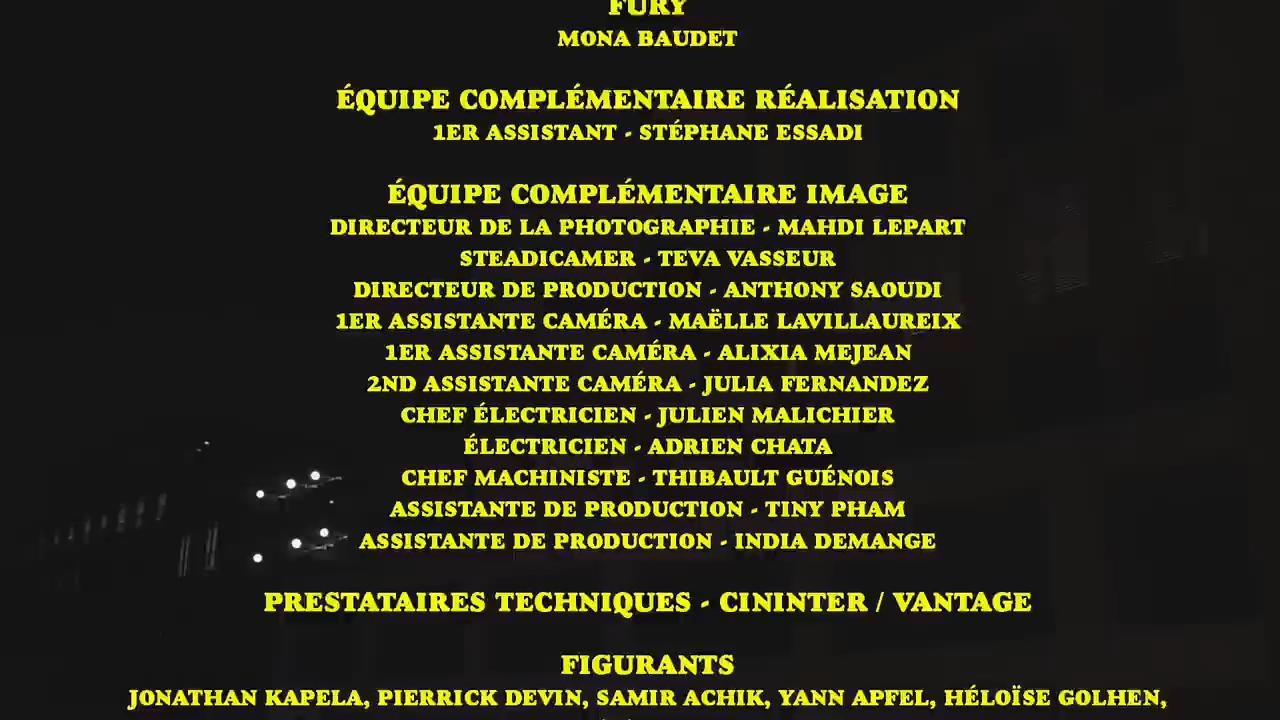 FURY
MONA BAUDET
ÉQUIPE COMPLÉMENTAIRE RÉALISATION
1ER ASSISTANT - STÉPHANE ESSADI
ÉQUIPE COMPLÉMENTAIRE IMAGE
DIRECTEUR DE LA PHOTOGRAPHIE - MAHDI LEPART
STEADICAMER - TEVA VASSEUR
DIRECTEUR DE PRODUCTION - ANTHONY SAOUDI
1ER ASSISTANTE CAMÉRA - MAËLLE LAVILLAUREIX
1ER ASSISTANTE CAMÉRA - ALIXIA MEJEAN
2ND ASSISTANTE CAMÉRA - JULIA FERNANDEZ
CHEF ÉLECTRICIEN - JULIEN MALICHIER
ÉLECTRICIEN - ADRIEN CHATA
CHEF MACHINISTE - THIBAULT GUÉNOIS
ASSISTANTE DE PRODUCTION - TINY PHAM
ASSISTANTE DE PRODUCTION - INDIA DEMANGE
PRESTATAIRES TECHNIQUES - CININTER / VANTAGE
FIGURANTS
JONATHAN KAPELA, PIERRICK DEVIN, SAMIR ACHIK, YANN APFEL, HÉLOÏSE GOLHEN,